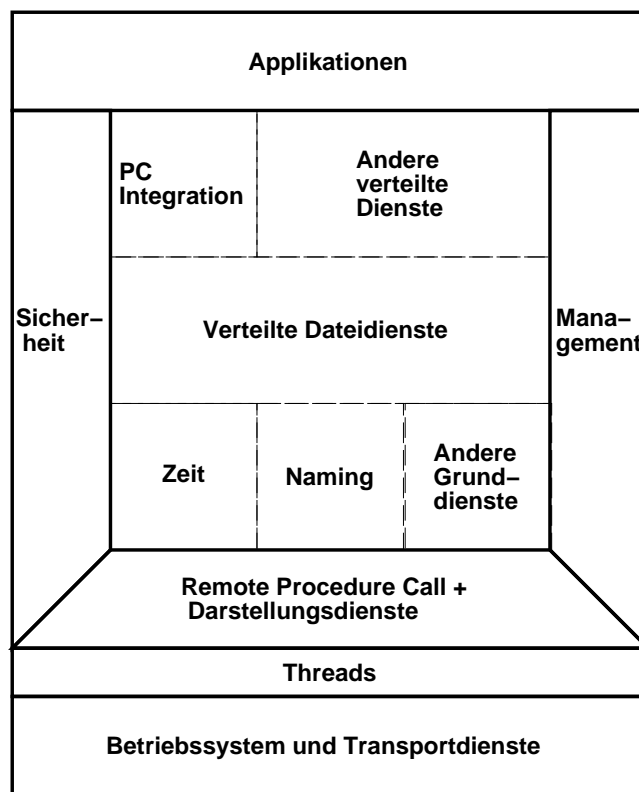 Applikationen
PC
Integration
Andere
verteilte
Dienste
Sicher–
heit
Verteilte Dateidienste
Mana–
gement
Zeit
Naming
Andere
Grund–
dienste
Remote Procedure Call +
Darstellungsdienste
Threads
Betriebssystem und Transportdienste